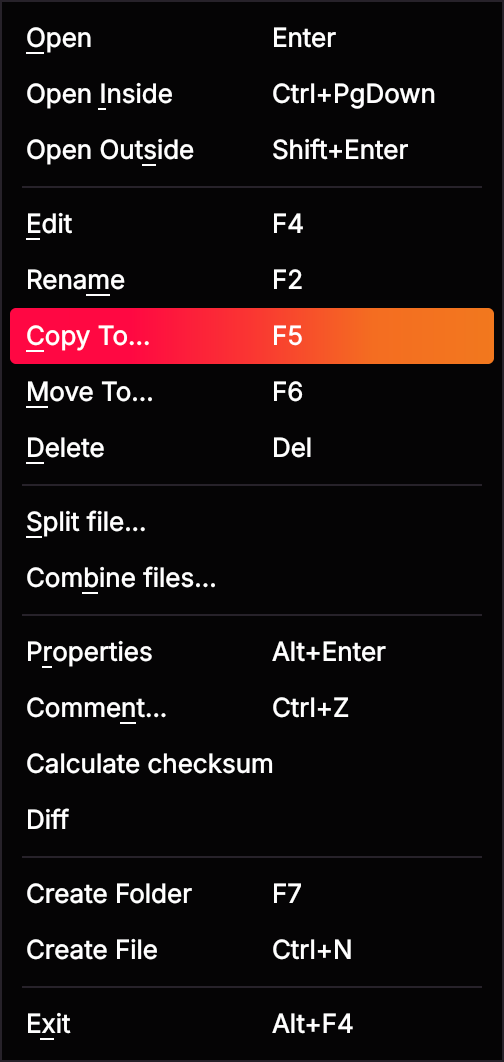 Open Enter
Open Inside Ctrl+PgDown
Open Outside Shift+Enter
Edit F4
Rename F2
Copy To... F5
Move To... F6
Delete Del
Split file...
Combine files...
Properties Alt+Enter
Comment... Ctrl+Z
Calculate checksum
Diff
Create Folder F7
Create File Ctrl+N
Exit Alt+F4